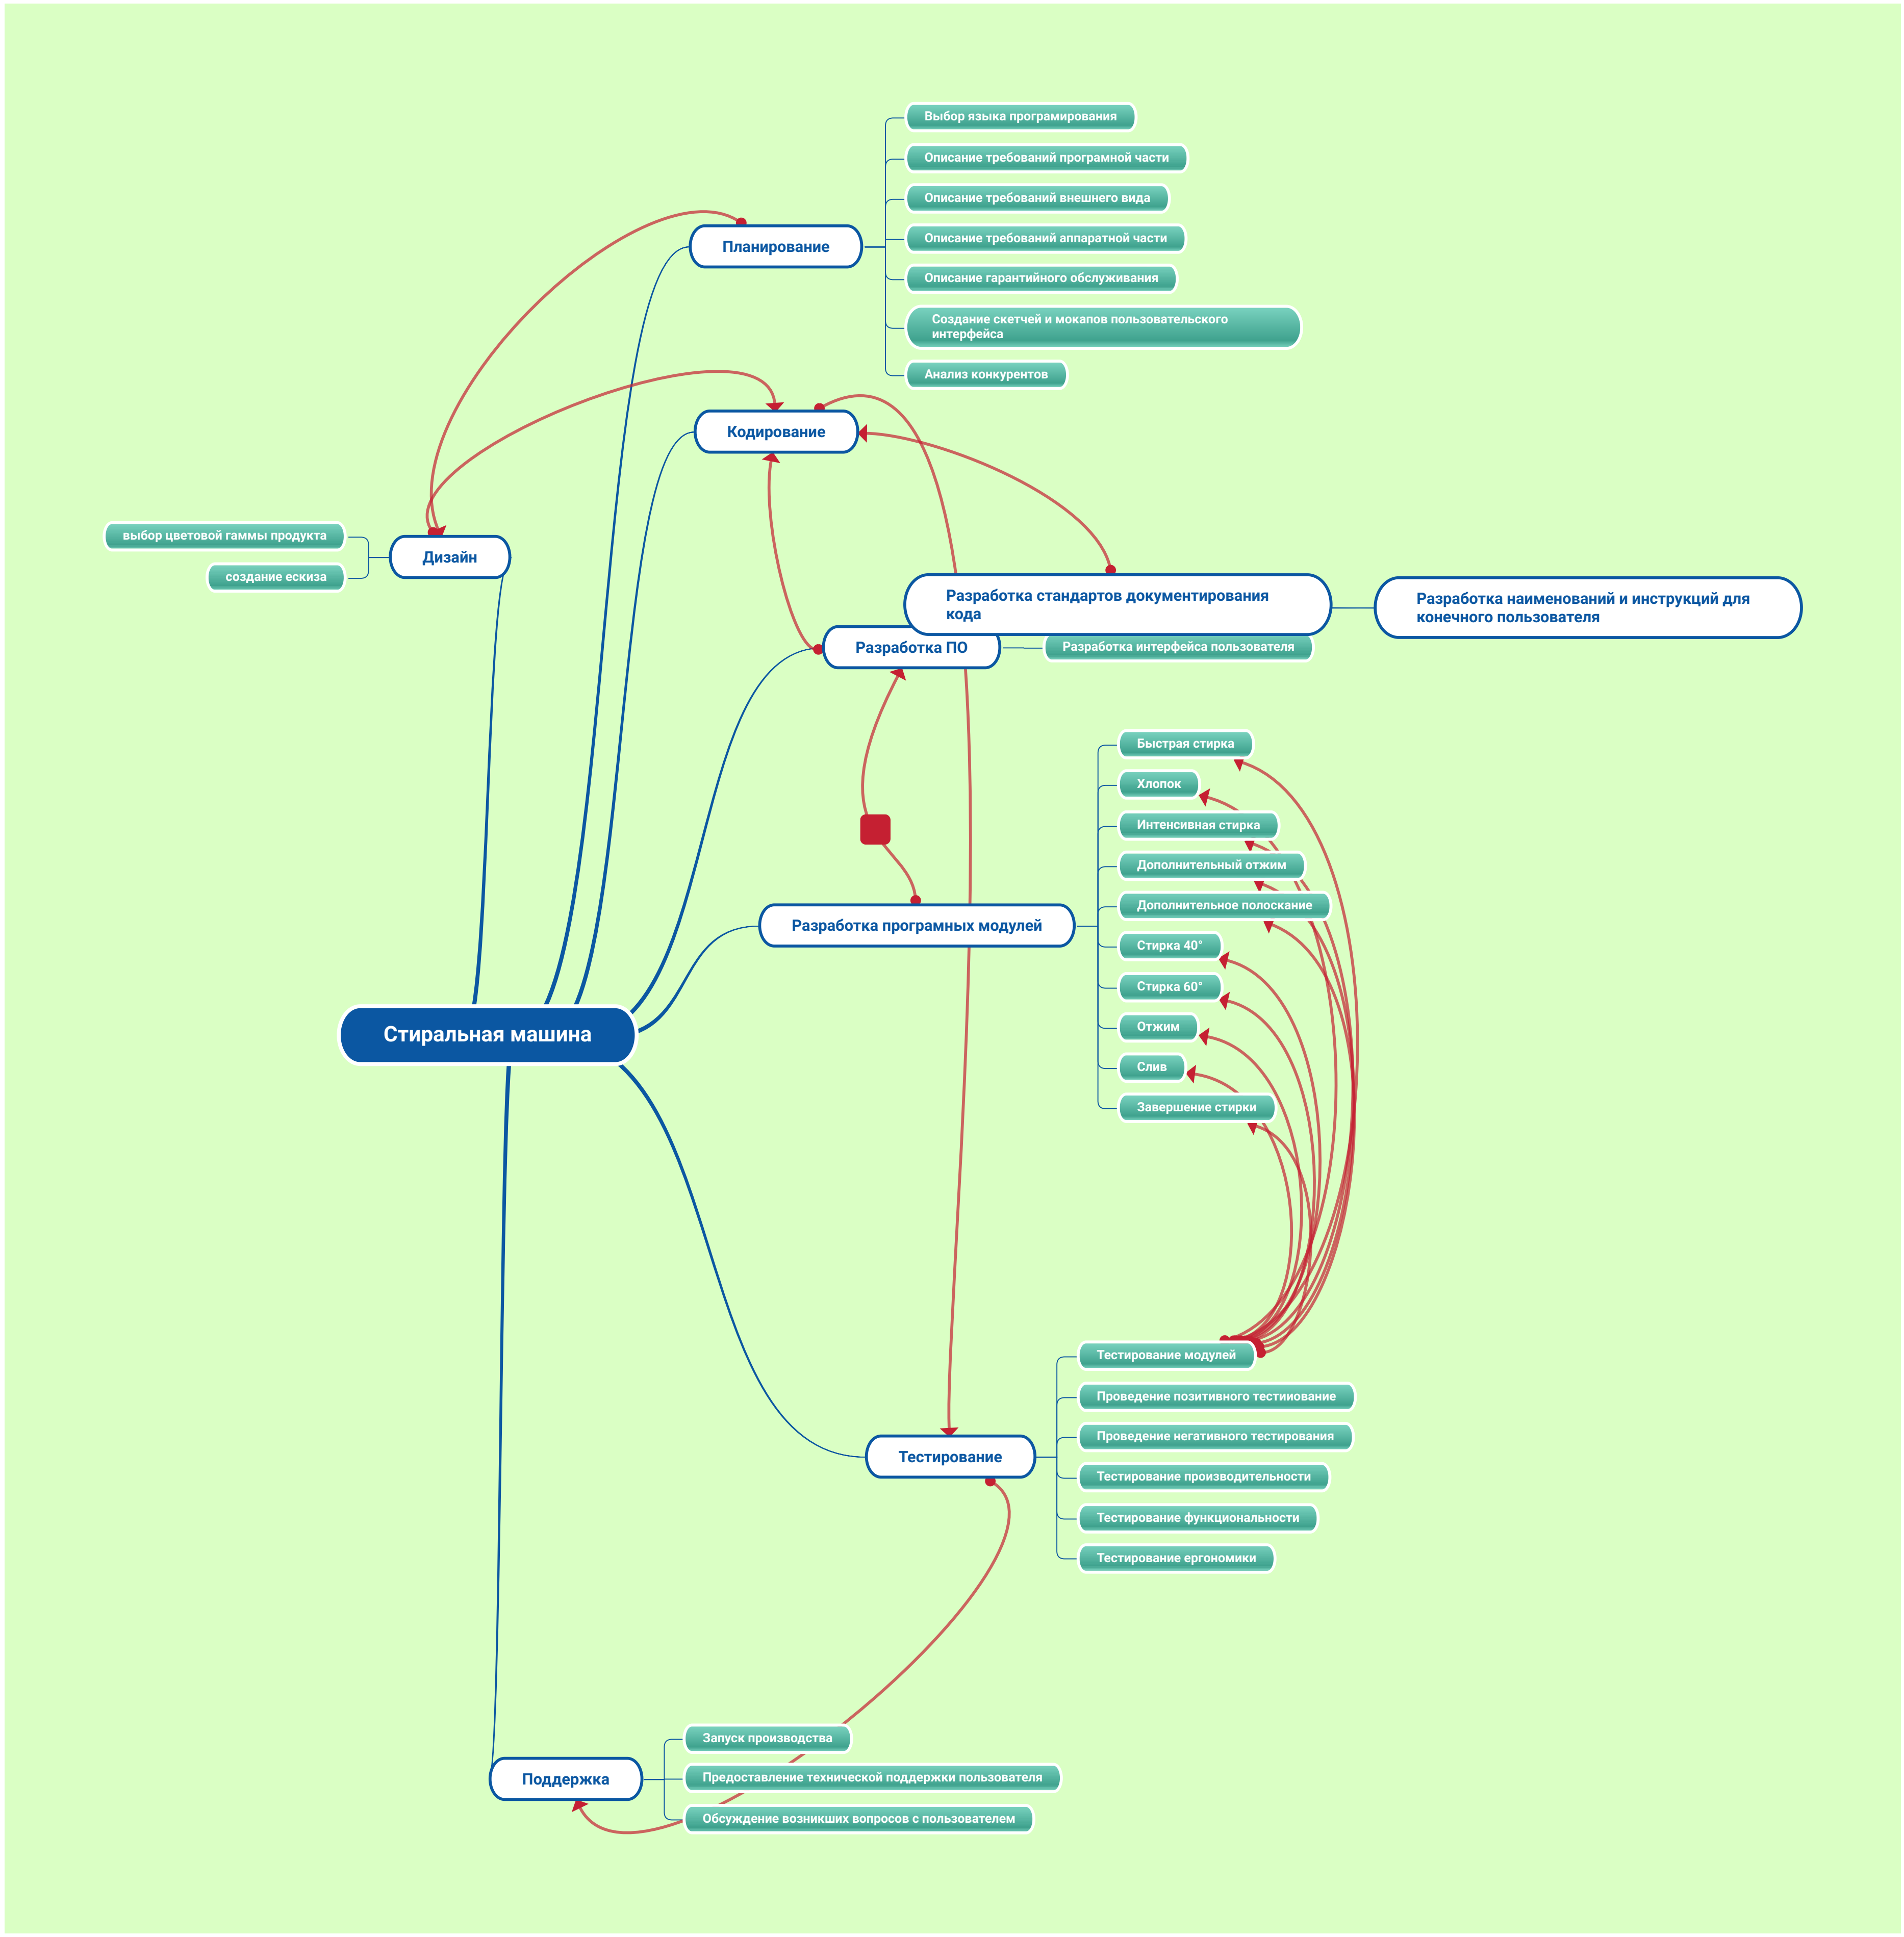 Выбор языка програмирования
Описание требований програмной части
Описание требований внешнего вида
Планирование
Описание требований аппаратной части
Описание гарантийного обслуживания
Создание скетчей и мокапов пользовательского
интерфейса
Анализ конкурентов
Кодирование
выбор цветовой гаммы продукта
Дизайн
создание ескиза
Разработка стандартов документирования
кода
Разработка наименований и инструкций для
конечного пользователя
Разработка ПО
Разработка интерфейса пользователя
Быстрая стирка
Хлопок
Интенсивная стирка
Дополнительный отжим
Дополнительное полоскание
Разработка програмных модулей
Стирка 40°
Стирка 60°
Отжим
Стиральная машина
Слив
Завершение стирки
Тестирование модулей
Проведение позитивного тестииование
Проведение негативного тестирования
Тестирование
Тестирование производительности
Тестирование функциональности
Тестирование ергономики
Запуск производства
Поддержка
Предоставление технической поддержки пользователя
Обсуждение возникших вопросов с пользователем